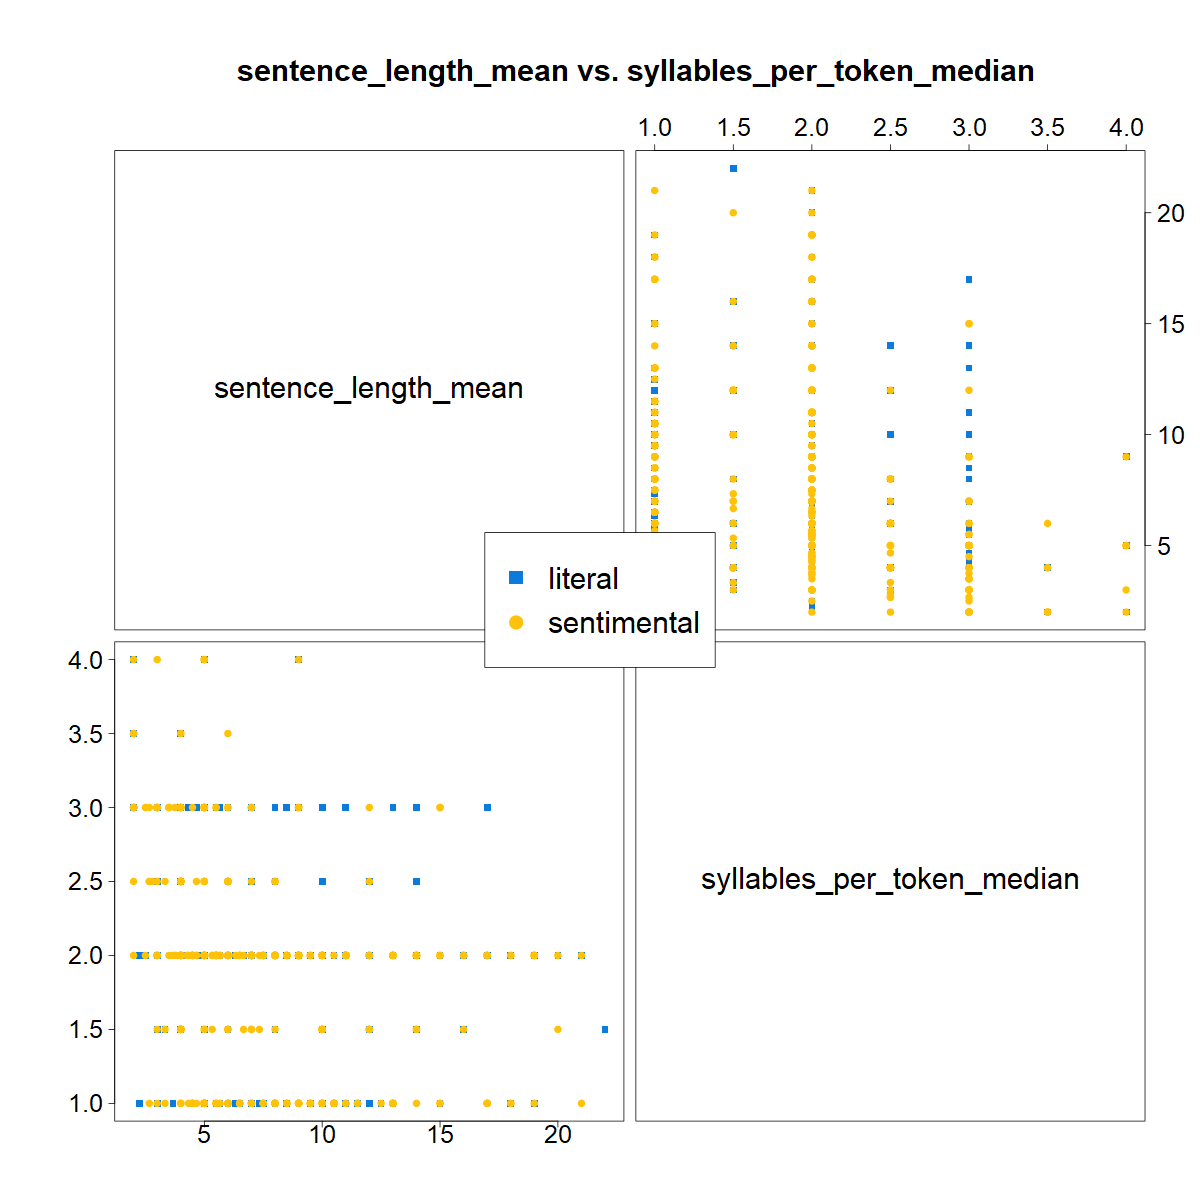 sentence_length_mean vs. syllables_per_token_median
1.0 1.5 2.0 2.5 3.0 3.5 4.0
20
15
10
5
sentence_length_mean
literal
sentimental
4.0
3.5
3.0
2.5
2.0
1.5
1.0
syllables_per_token_median
5 10 15 20